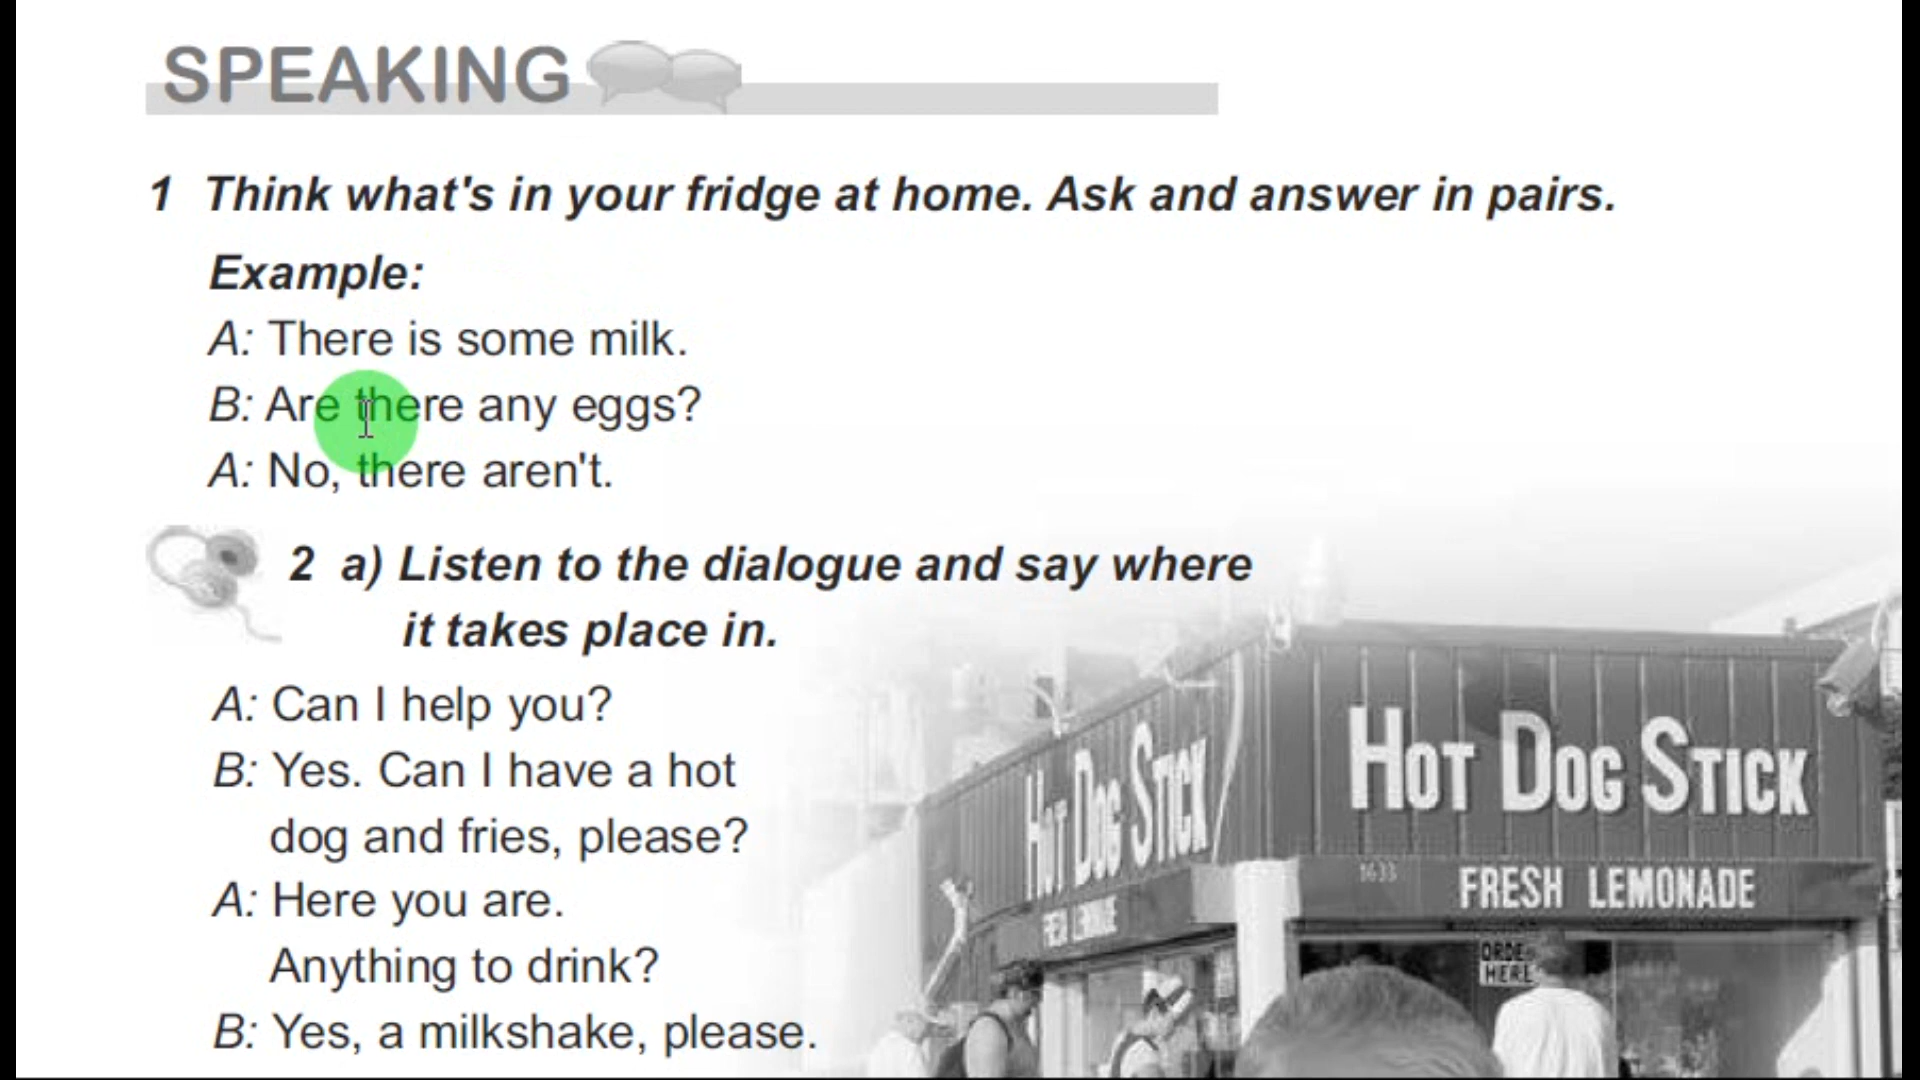 SPEAKING
1 Think what's in your fridge at home. Ask and answer in pairs.
Example:
A: There is some milk.
B: Are there any eggs?
A: No, there aren't.
2 a) Listen to the dialogue and say where
it takes place in.
A: Can I help you?
B: Yes. Can I have a hot
dog and fries, please?
A: Here you are.
Anything to drink?
B: Yes, a milkshake, please.
HOT DOG STICK
HOT DOG STICK
1633
FRESH LEMONADE
FRESH LEMONADE
ORDER
HERE